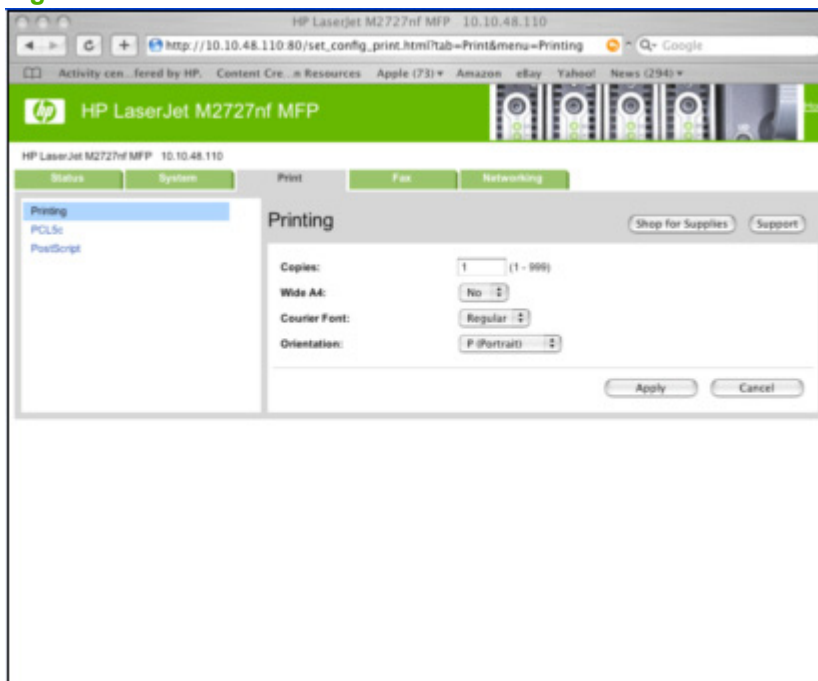 HP LaserJet M2727nf MFP 10.10.48.110
http://10.10.48.110:80/set_config_print.html?tab=Print&menu=Printing Q- Google
Activity cen...fered by HP. Content Cre...n Resources Apple (73) Amazon eBay Yahoo! News (294)
hp HP LaserJet M2727nf MFP
HP LaserJet M2727nf MFP 10.10.48.110
Status System Print Fax Networking
Printing
PCL5c
PostScript
Printing
Shop for Supplies Support
Copies: 1 (1 - 999)
Wide A4: No
Courier Font: Regular
Orientation: P (Portrait)
Apply Cancel